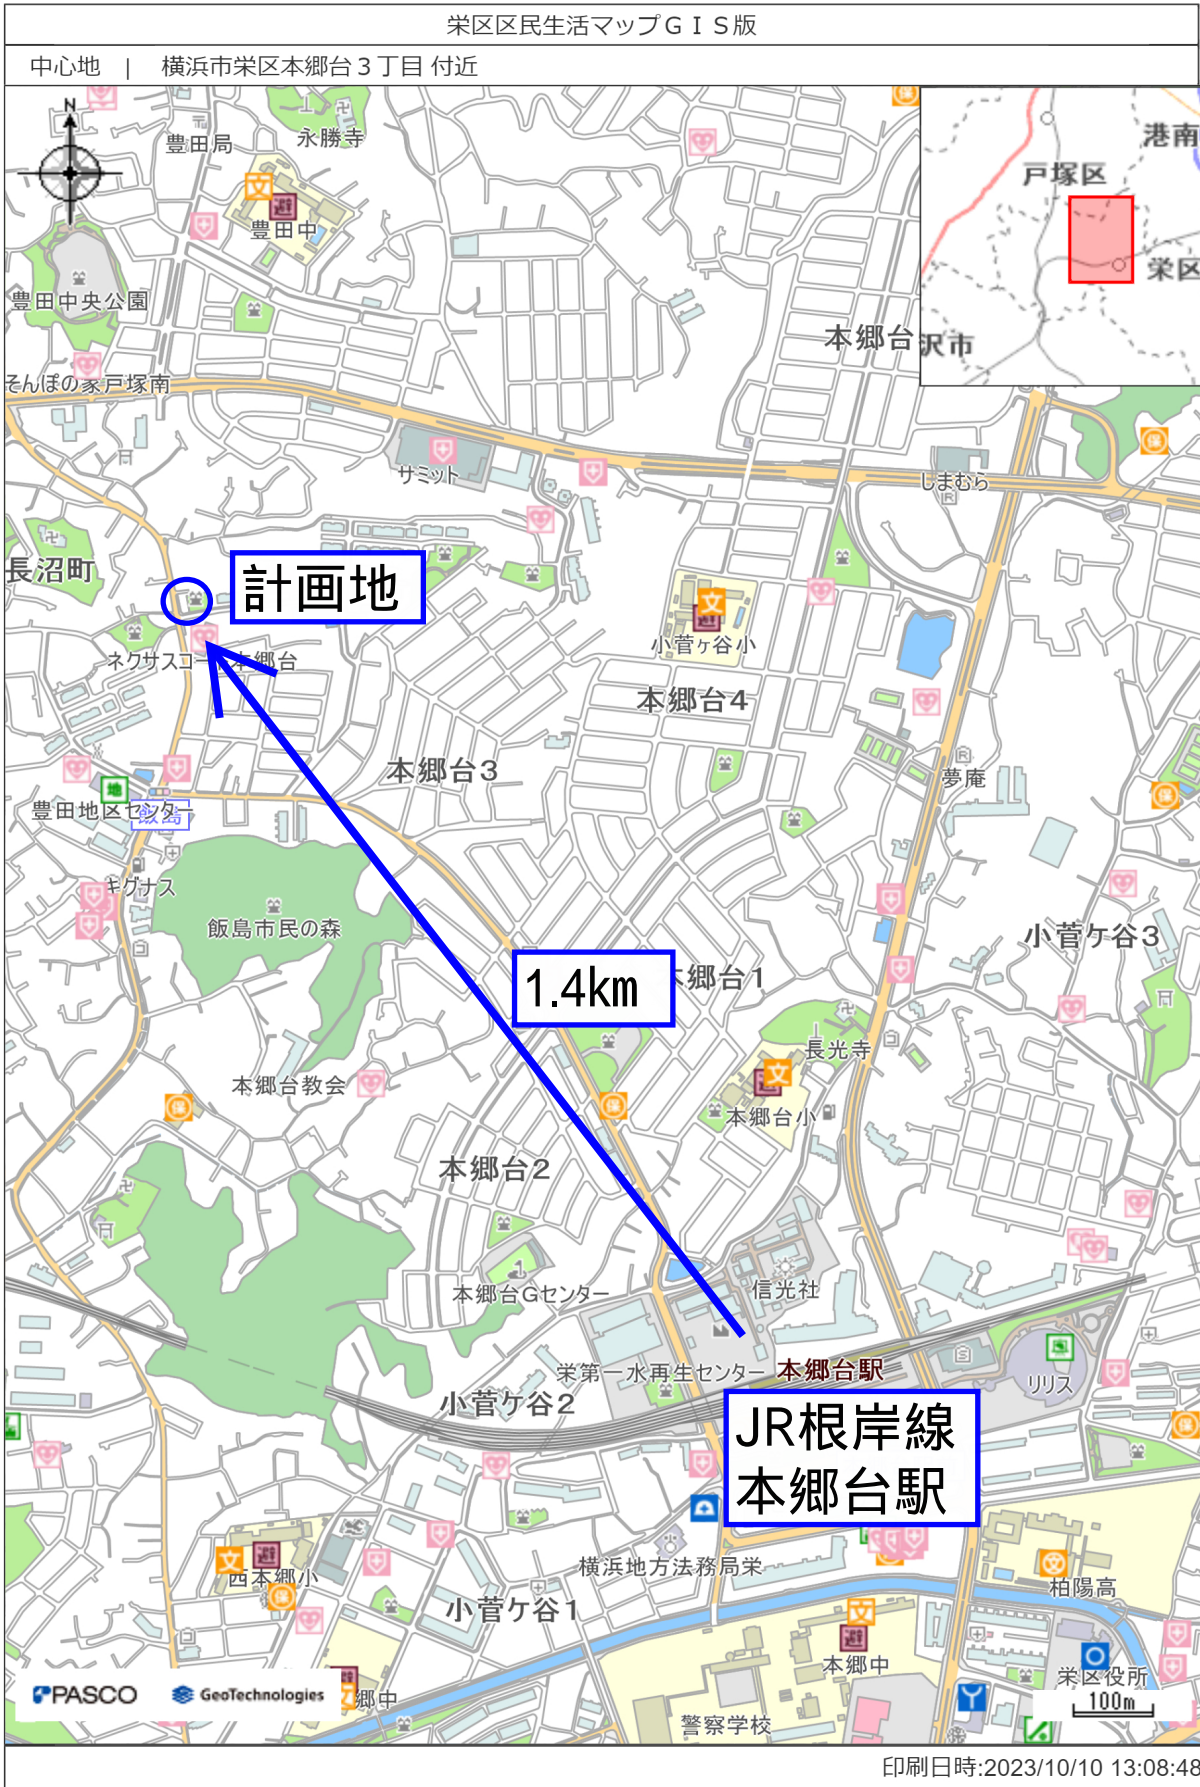 栄区区民生活マップＧＩＳ版
中心地 | 横浜市栄区本郷台３丁目 付近
N
豊田局
永勝寺
港南
戸塚区
栄区
沢市
豊田中
豊田中央公園
本郷台
そんぽの家戸塚南
サミット
しまむら
長沼町
計画地
小菅ヶ谷小
ネクサスコート本郷台
本郷台4
本郷台3
夢庵
豊田地区センター
飯島
キグナス
飯島市民の森
小菅ケ谷3
1.4km
本郷台1
長光寺
本郷台教会
本郷台小
本郷台2
信光社
本郷台Gセンター
栄第一水再生センター
本郷台駅
リリス
小菅ケ谷2
JR根岸線
本郷台駅
横浜地方法務局栄
西本郷小
柏陽高
小菅ケ谷1
本郷中
栄区役所
PASCO
GeoTechnologies
郷中
100m
警察学校
印刷日時:2023/10/10 13:08:48